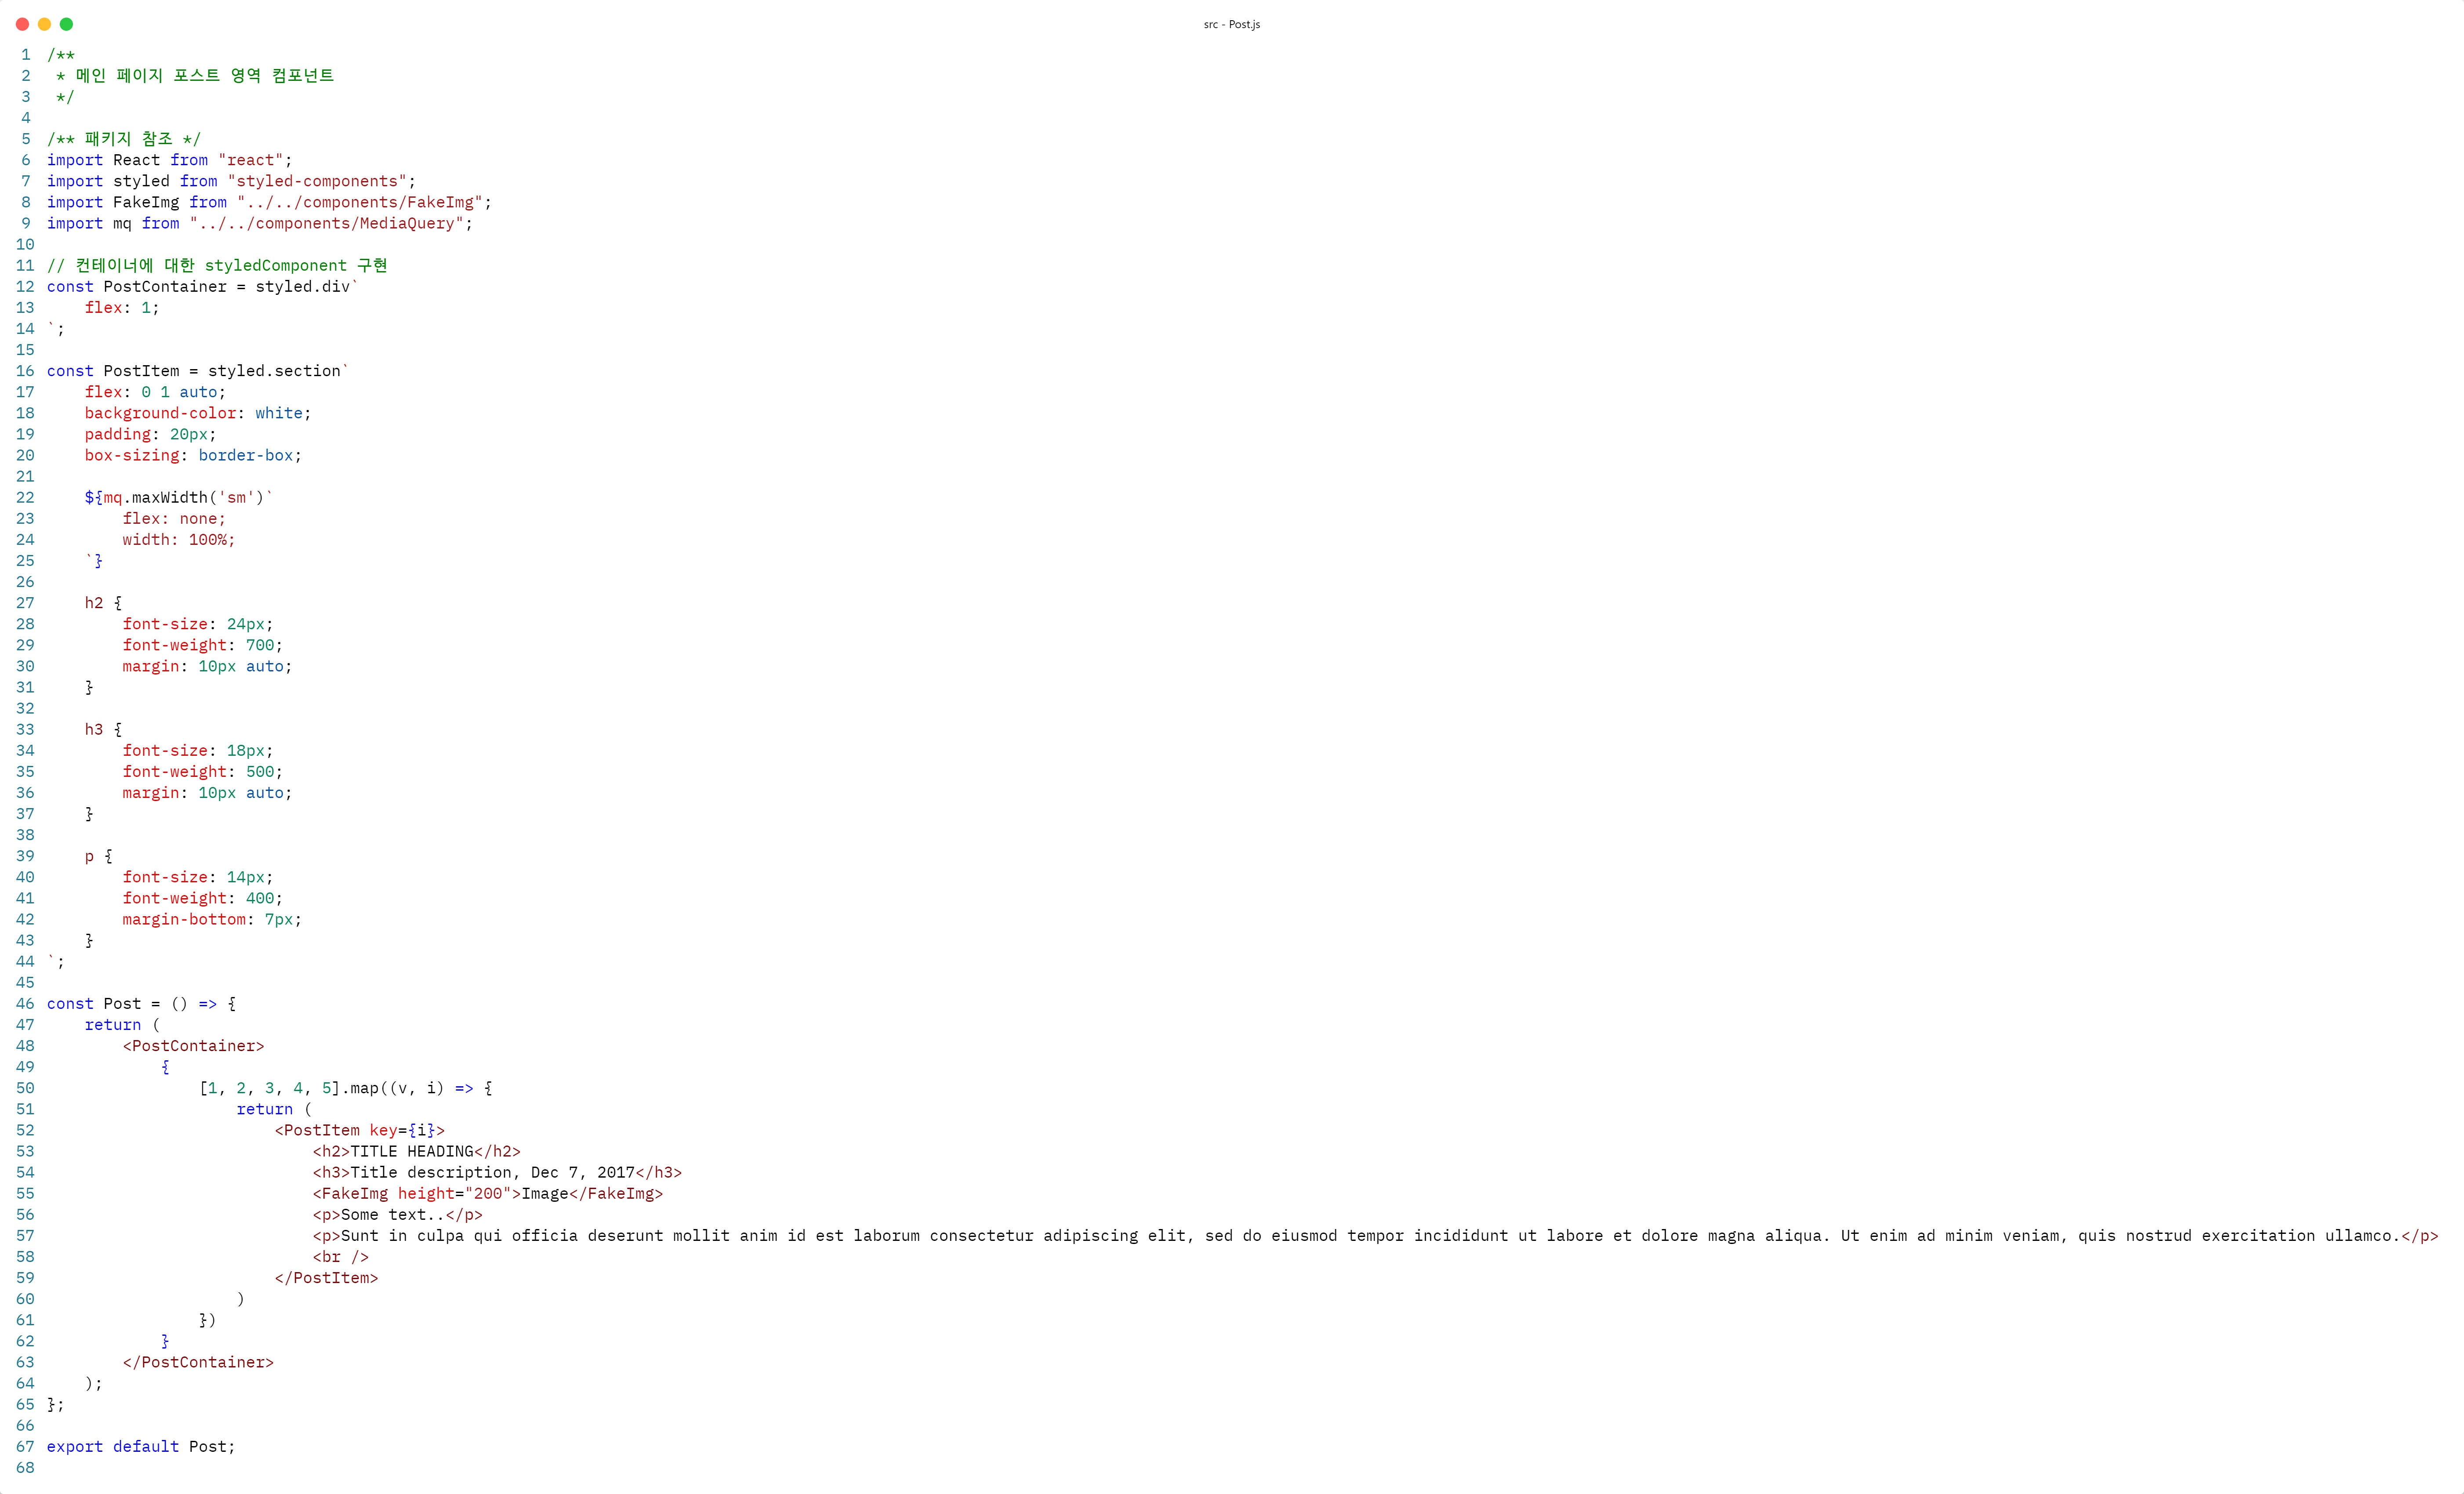 src - Post.js
1 /**
2  * 메인 페이지 포스트 영역 컴포넌트
3  */
4
5 /** 패키지 참조 */
6 import React from "react";
7 import styled from "styled-components";
8 import FakeImg from "../../components/FakeImg";
9 import mq from "../../components/MediaQuery";
10
11 // 컨테이너에 대한 styledComponent 구현
12 const PostContainer = styled.div`
13     flex: 1;
14 `;
15
16 const PostItem = styled.section`
17     flex: 0 1 auto;
18     background-color: white;
19     padding: 20px;
20     box-sizing: border-box;
21
22     ${mq.maxWidth('sm')`
23         flex: none;
24         width: 100%;
25     `}
26
27     h2 {
28         font-size: 24px;
29         font-weight: 700;
30         margin: 10px auto;
31     }
32
33     h3 {
34         font-size: 18px;
35         font-weight: 500;
36         margin: 10px auto;
37     }
38
39     p {
40         font-size: 14px;
41         font-weight: 400;
42         margin-bottom: 7px;
43     }
44 `;
45
46 const Post = () => {
47     return (
48         <PostContainer>
49             {
50                 [1, 2, 3, 4, 5].map((v, i) => {
51                     return (
52                         <PostItem key={i}>
53                             <h2>TITLE HEADING</h2>
54                             <h3>Title description, Dec 7, 2017</h3>
55                             <FakeImg height="200">Image</FakeImg>
56                             <p>Some text..</p>
57                             <p>Sunt in culpa qui officia deserunt mollit anim id est laborum consectetur adipiscing elit, sed do eiusmod tempor incididunt ut labore et dolore magna aliqua. Ut enim ad minim veniam, quis nostrud exercitation ullamco.</p>
58                             <br />
59                         </PostItem>
60                     )
61                 })
62             }
63         </PostContainer>
64     );
65 };
66
67 export default Post;
68